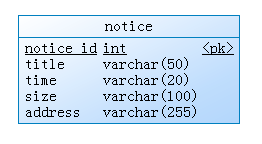 notice
notice_id int <pk>
title varchar(50)
time varchar(20)
size varchar(100)
address varchar(255)